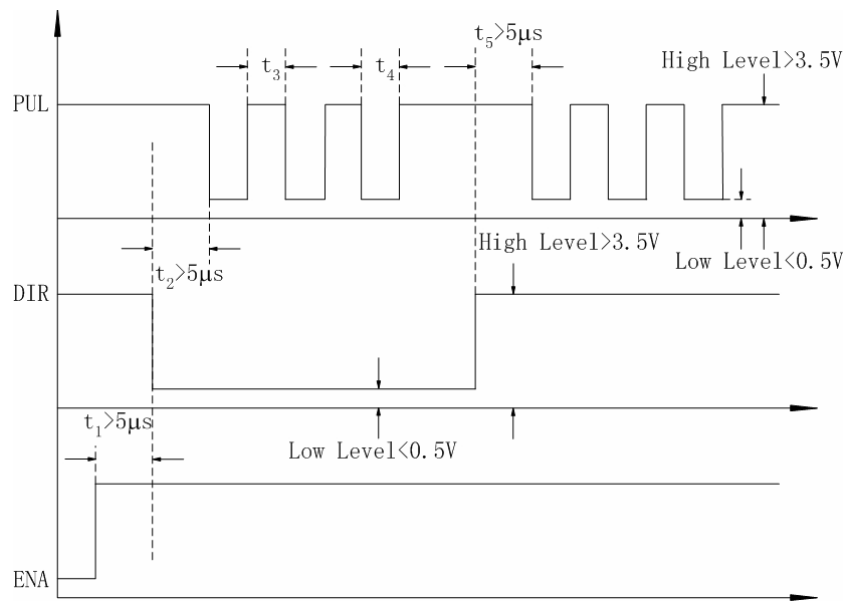 t5>5μs
High Level>3.5V
t3
t4
PUL
High Level>3.5V
Low Level<0.5V
t2>5μs
DIR
t1>5μs
Low Level<0.5V
ENA